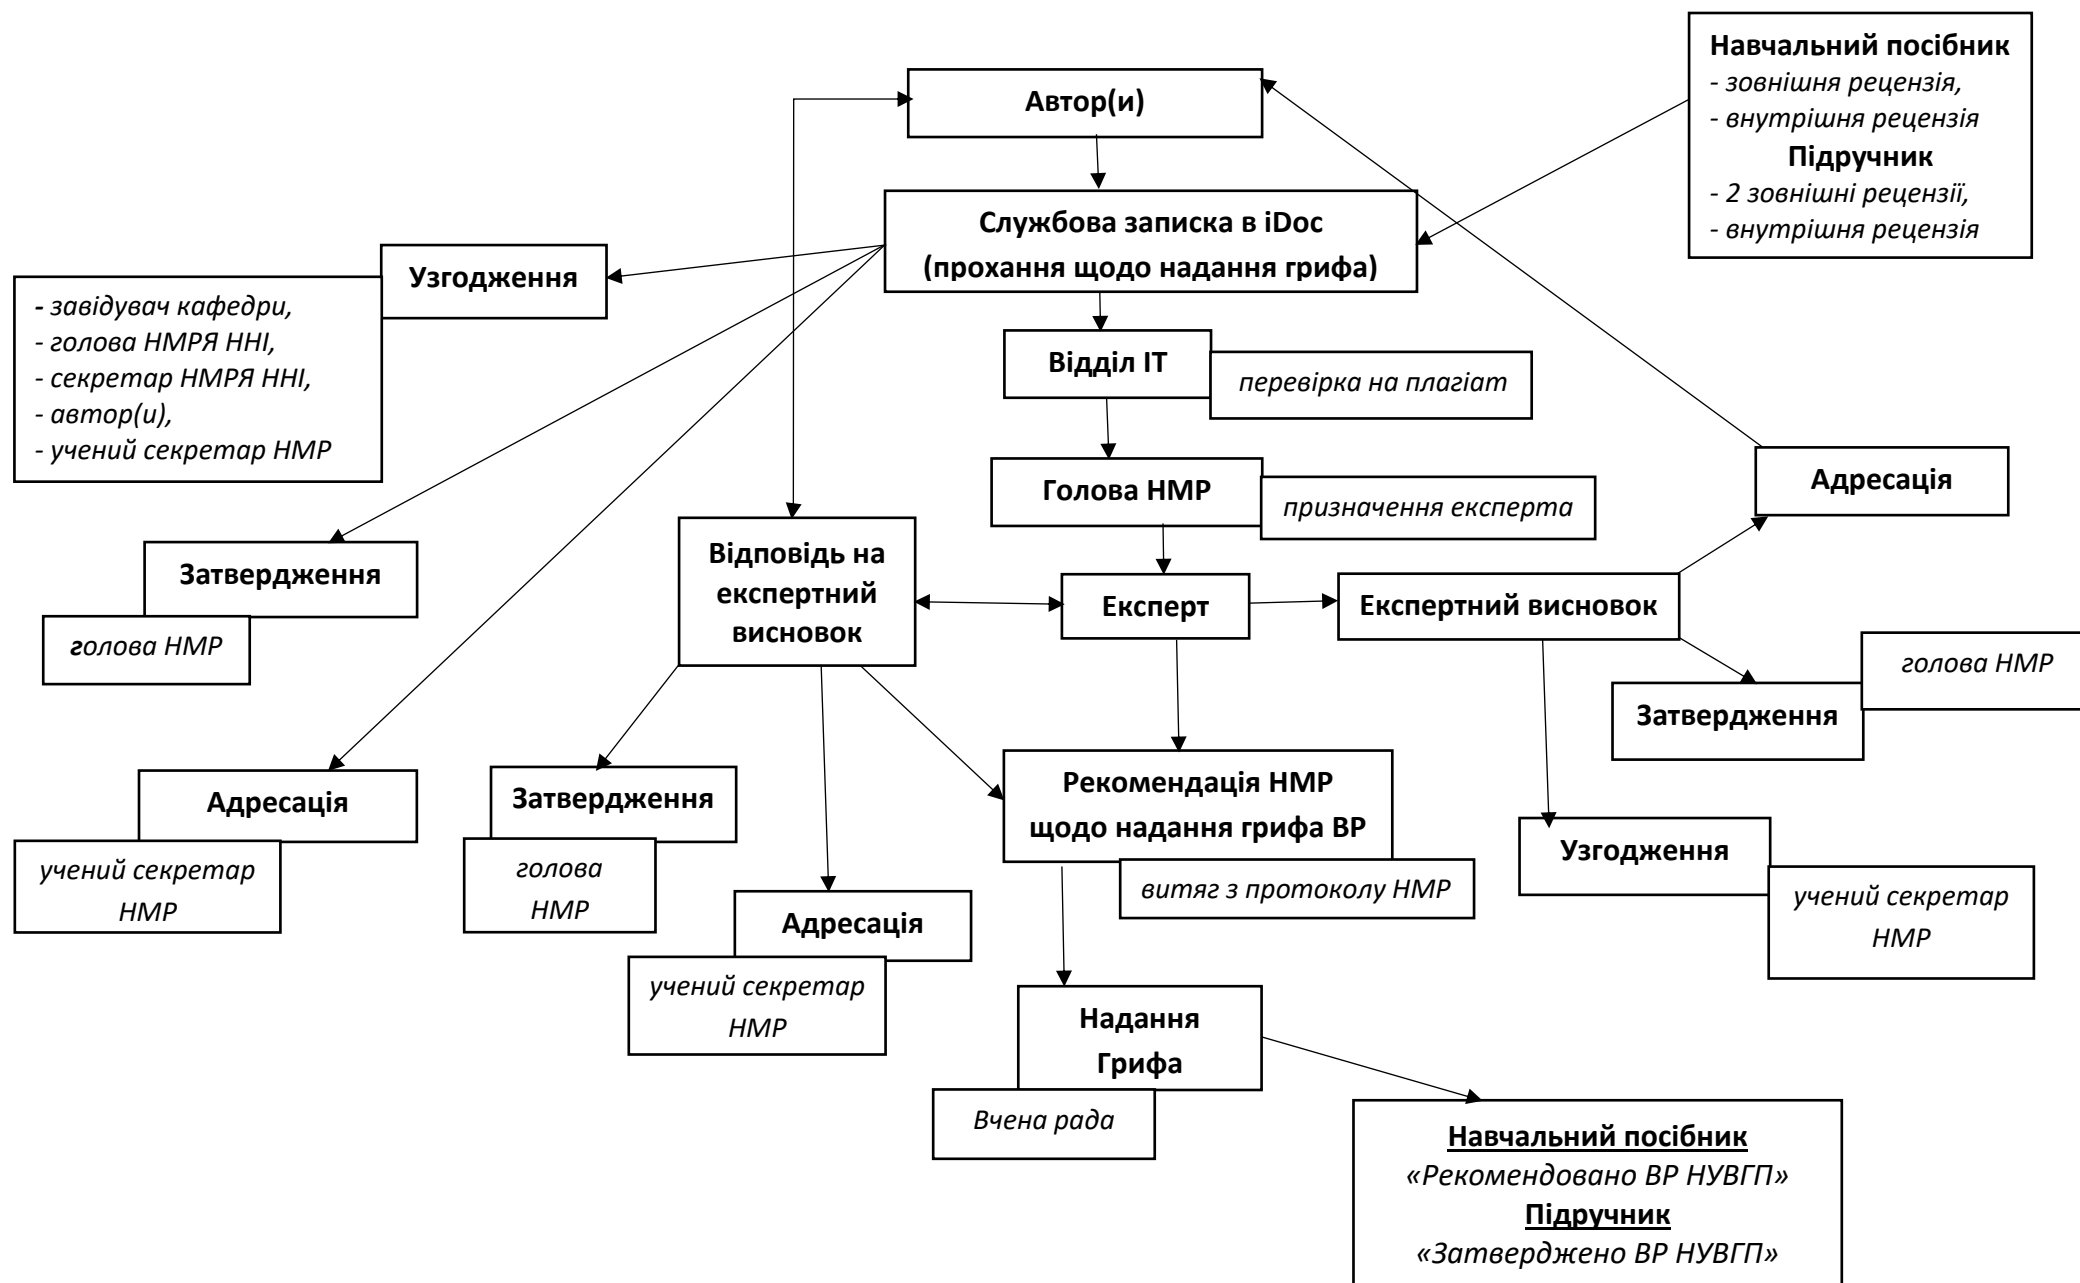 Навчальний посібник
- зовнішня рецензія,
- внутрішня рецензія
Підручник
- 2 зовнішні рецензії,
- внутрішня рецензія
Автор(и)
Службова записка в iDoc
(прохання щодо надання грифа)
Узгодження
- завідувач кафедри,
- голова НМРЯ ННІ,
- секретар НМРЯ ННІ,
- автор(и),
- учений секретар НМР
Відділ ІТ
перевірка на плагіат
Голова НМР
призначення експерта
Адресація
Затвердження
голова НМР
Відповідь на
експертний
висновок
Експерт
Експертний висновок
голова НМР
Затвердження
Адресація
учений секретар
НМР
Затвердження
голова
НМР
Адресація
учений секретар
НМР
Рекомендація НМР
щодо надання грифа ВР
витяг з протоколу НМР
Узгодження
учений секретар
НМР
Надання
Грифа
Вчена рада
Навчальний посібник
«Рекомендовано ВР НУВГП»
Підручник
«Затверджено ВР НУВГП»